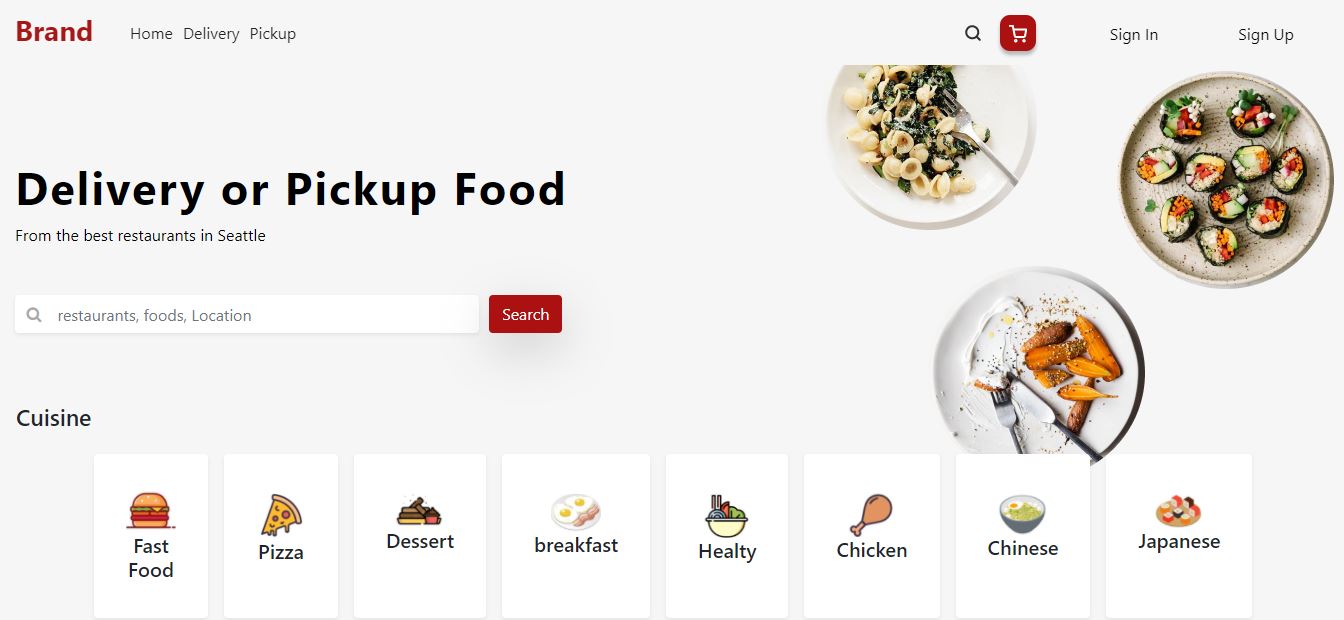 Brand Home Delivery Pickup Sign In Sign Up
Delivery or Pickup Food
From the best restaurants in Seattle
restaurants, foods, Location Search
Cuisine
Fast
Food
Pizza
Dessert
breakfast
Healty
Chicken
Chinese
Japanese